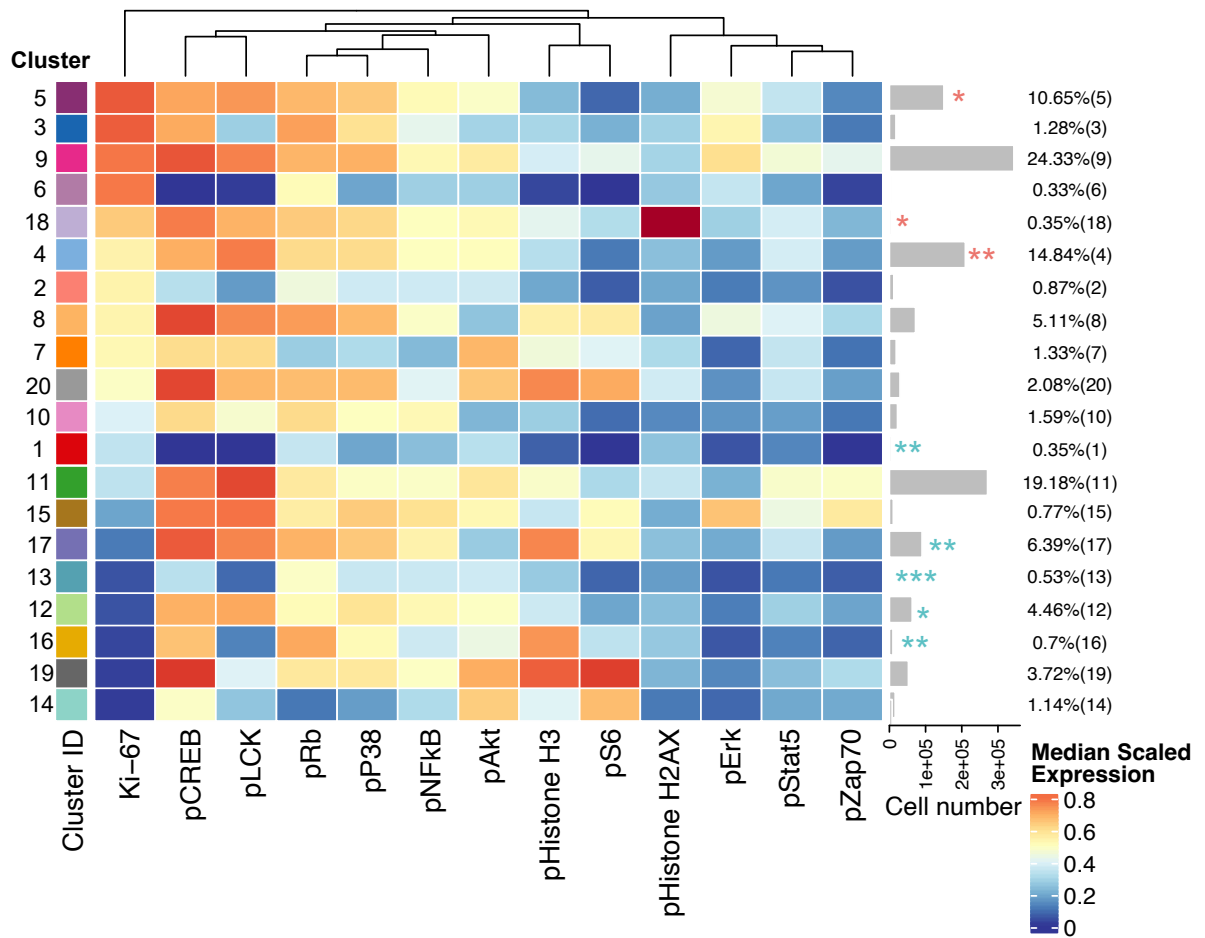 Cluster
5 * 10.65%(5)
3 1.28%(3)
9 24.33%(9)
6 0.33%(6)
18 * 0.35%(18)
4 ** 14.84%(4)
2 0.87%(2)
8 5.11%(8)
7 1.33%(7)
20 2.08%(20)
10 1.59%(10)
1 ** 0.35%(1)
11 19.18%(11)
15 0.77%(15)
17 ** 6.39%(17)
13 *** 0.53%(13)
12 * 4.46%(12)
16 ** 0.7%(16)
19 3.72%(19)
14 1.14%(14)
Cluster ID
Ki−67
pCREB
pLCK
pRb
pP38
pNFkB
pAkt
pHistone H3
pS6
pHistone H2AX
pErk
pStat5
pZap70
0
1e+05
2e+05
3e+05
Cell number
Median Scaled
Expression
0.8
0.6
0.4
0.2
0